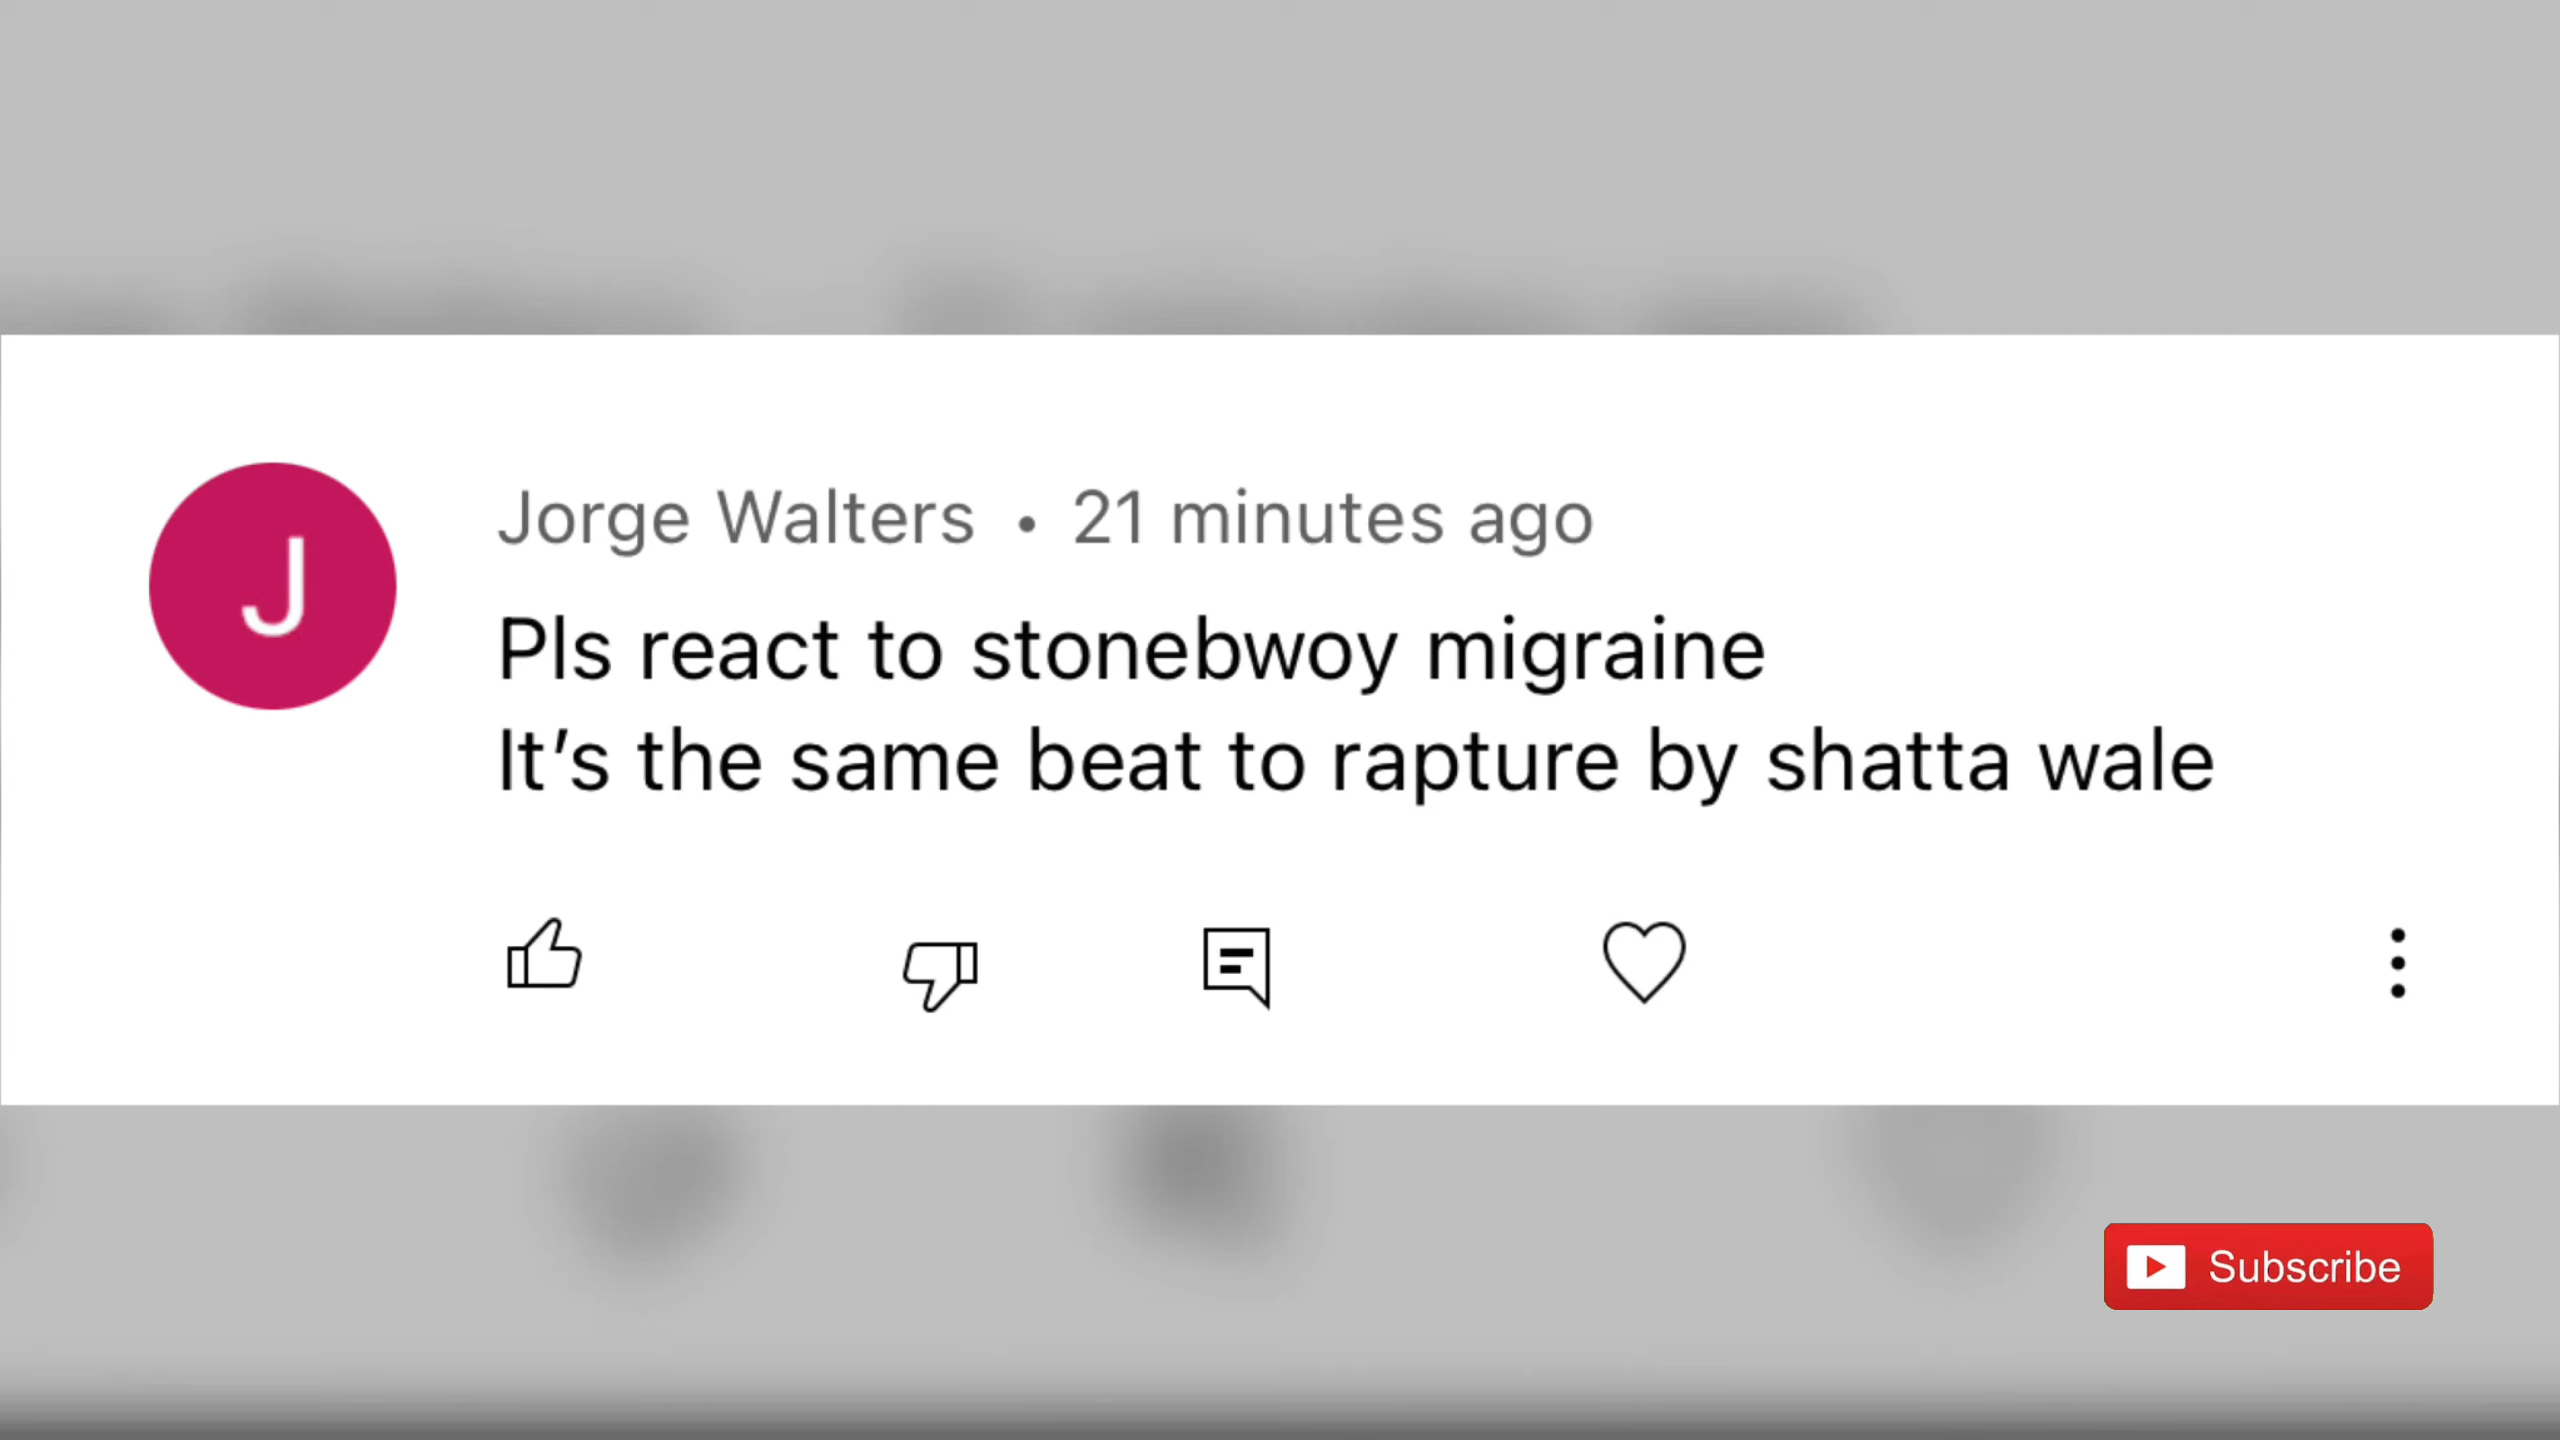 J
Jorge Walters • 21 minutes ago
Pls react to stonebwoy migraine
It’s the same beat to rapture by shatta wale
Subscribe